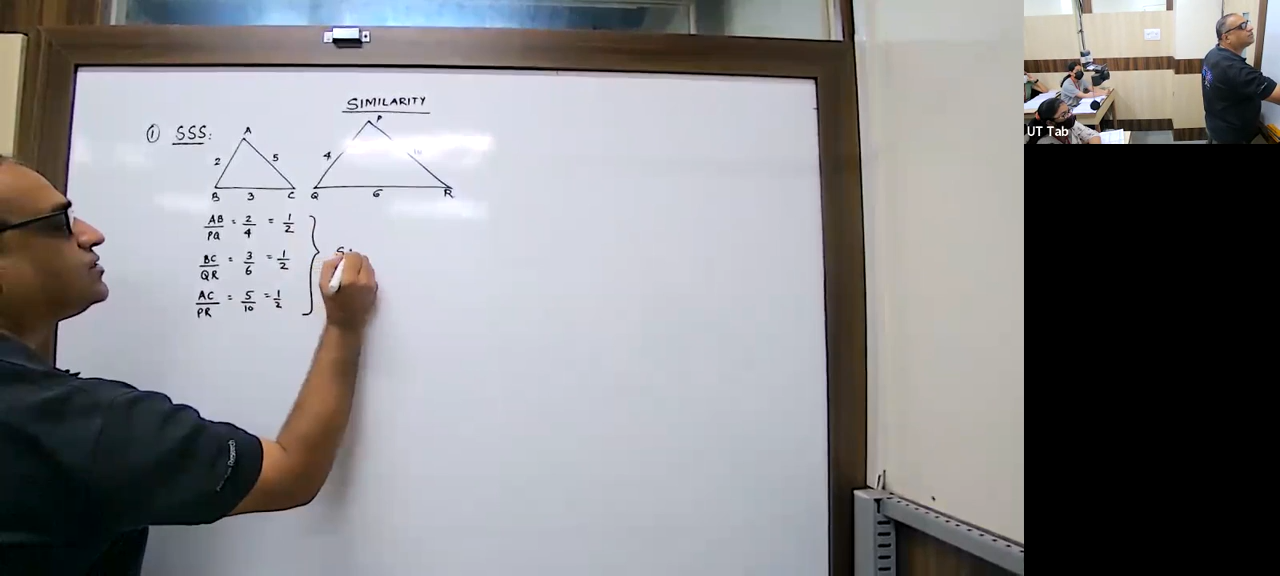 SIMILARITY
① SSS:
A
P
2
5
4
B
3
C
Q
6
R
AB/PQ = 2/4 = 1/2
BC/QR = 3/6 = 1/2
AC/PR = 5/10 = 1/2
UT Tab